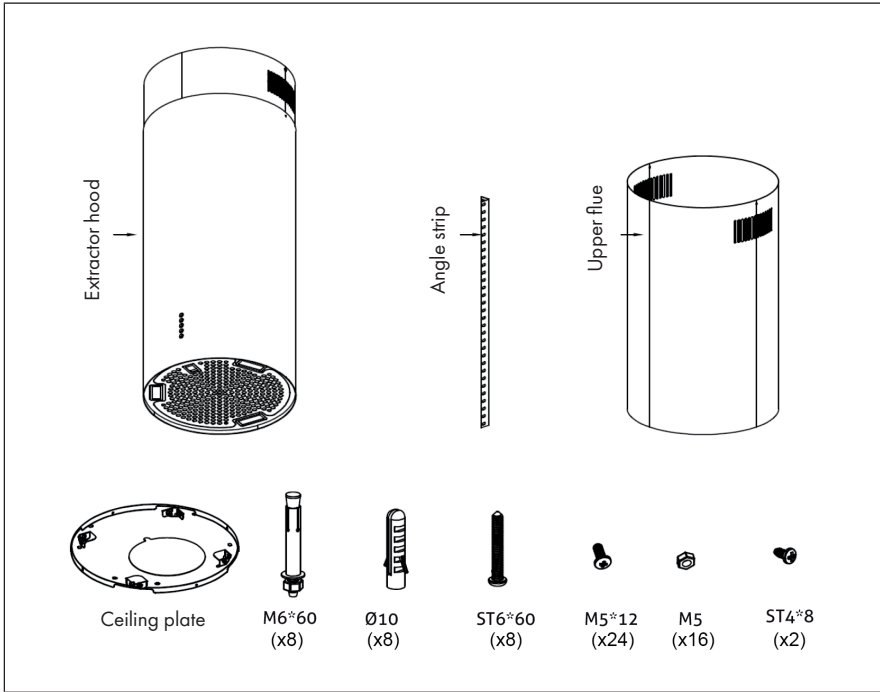 Extractor hood
Angle strip
Upper flue
Ceiling plate
M6*60
(x8)
Ø10
(x8)
ST6*60
(x8)
M5*12
(x24)
M5
(x16)
ST4*8
(x2)